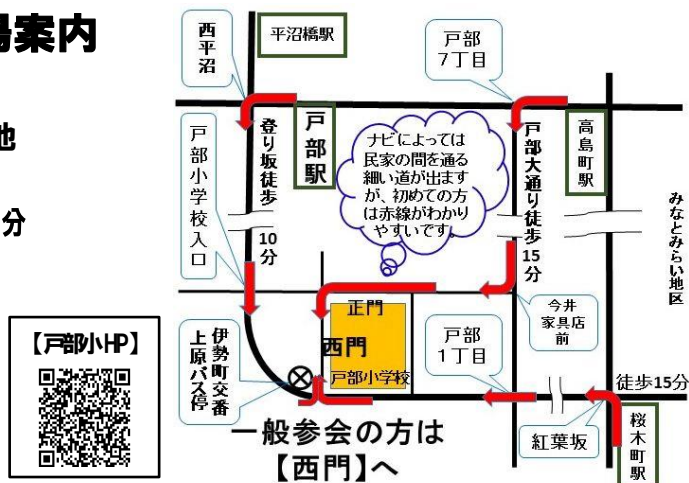 場案内
他
分
【戸部小HP】
西平沼
平沼橋駅
戸部
7丁目
戸部駅
高島町駅
登り坂徒歩
10分
戸部小学校入口
ナビによっては
民家の間を通る
細い道が出ます
が、初めての方
は赤線がわかり
やすいです。
戸部大通り徒歩15分
みなとみらい地区
正門
西門
戸部小学校
今井
家具店
前
戸部
1丁目
伊勢町交番
上原バス停
徒歩15分
紅葉坂
桜木町駅
一般参会の方は
【西門】へ